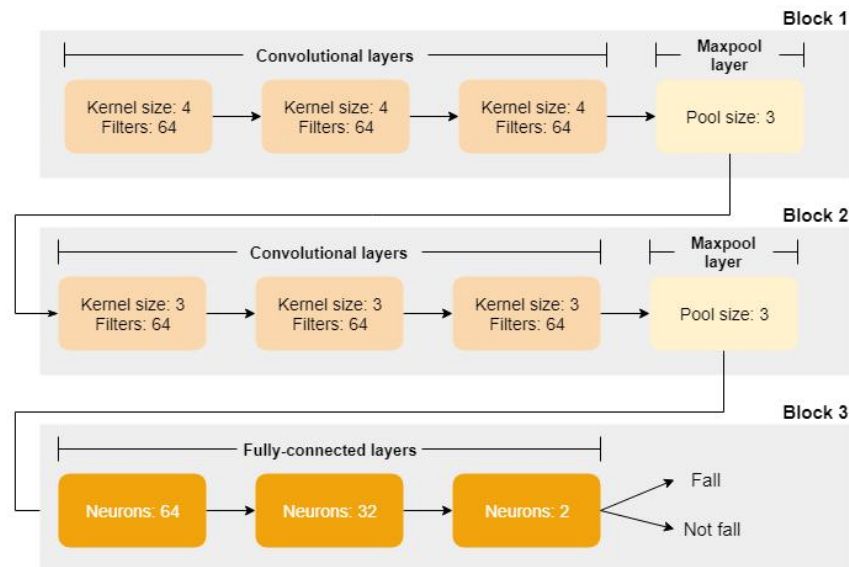 Block 1
Convolutional layers
Maxpool
layer
Kernel size: 4
Filters: 64
Kernel size: 4
Filters: 64
Kernel size: 4
Filters: 64
Pool size: 3
Block 2
Convolutional layers
Maxpool
layer
Kernel size: 3
Filters: 64
Kernel size: 3
Filters: 64
Kernel size: 3
Filters: 64
Pool size: 3
Block 3
Fully-connected layers
Neurons: 64
Neurons: 32
Neurons: 2
Fall
Not fall